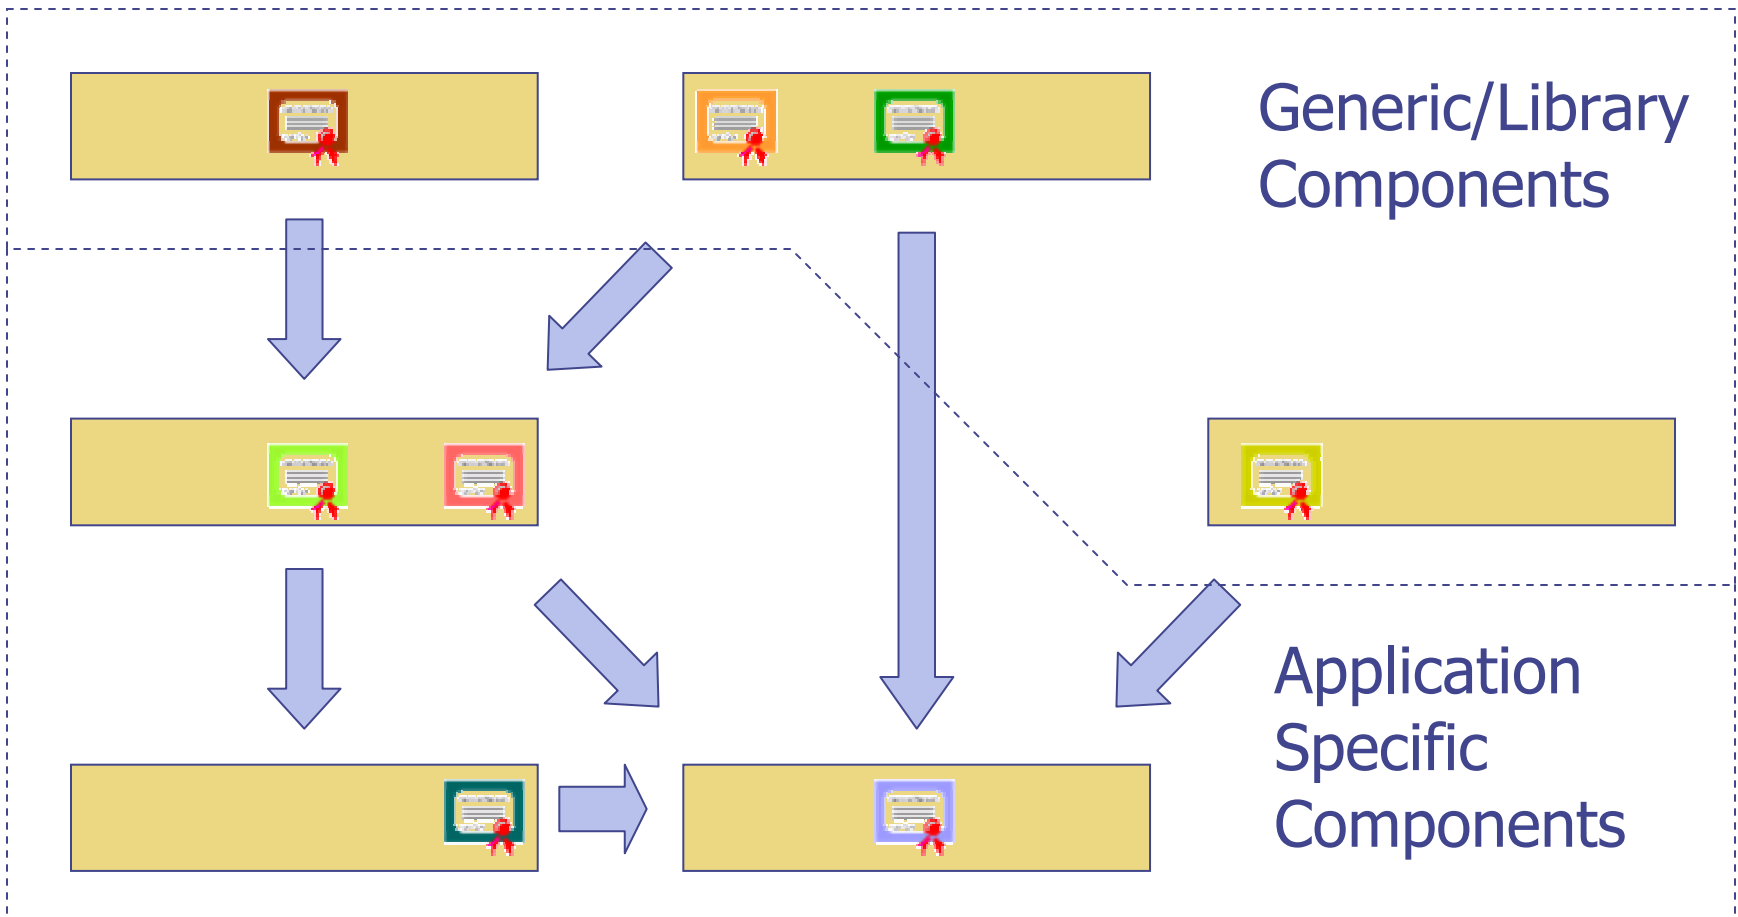 Generic/Library
Components
Application
Specific
Components